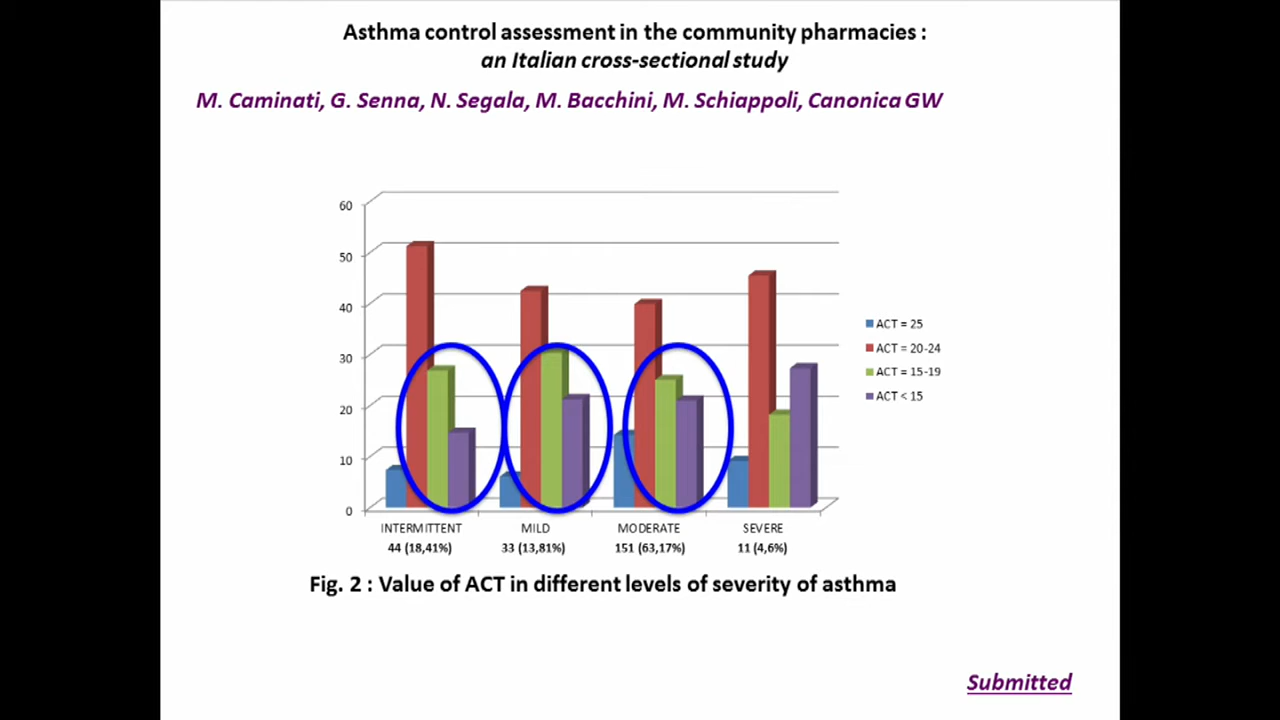 Asthma control assessment in the community pharmacies :
an Italian cross-sectional study
M. Caminati, G. Senna, N. Segala, M. Bacchini, M. Schiappoli, Canonica GW
60
50
40
30
20
10
0
ACT = 25
ACT = 20-24
ACT = 15-19
ACT < 15
INTERMITTENT MILD MODERATE SEVERE
44 (18,41%) 33 (13,81%) 151 (63,17%) 11 (4,6%)
Fig. 2 : Value of ACT in different levels of severity of asthma
Submitted